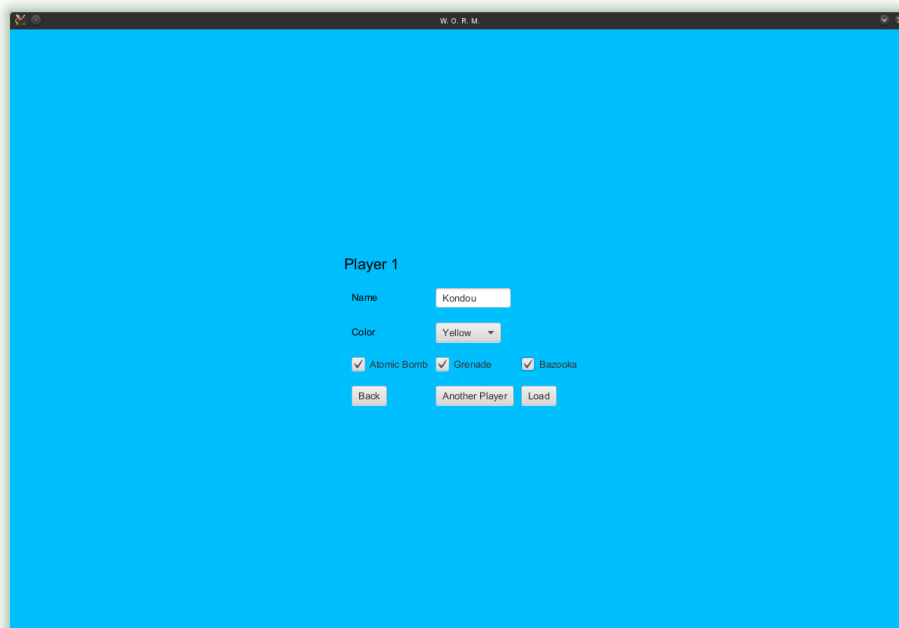 W. O. R. M.
Player 1
Name Kondou
Color Yellow
Atomic Bomb Grenade Bazooka
Back Another Player Load